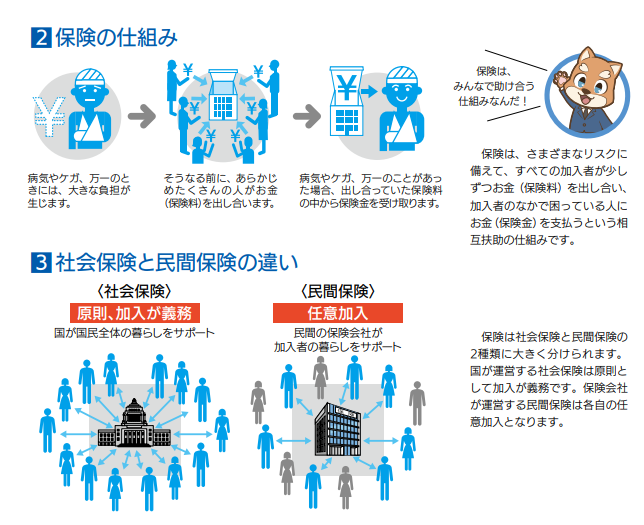 2 保険の仕組み
¥
¥
¥
¥
¥
¥
¥
病気やケガ、万一のと
きには、大きな負担が
生じます。
そうなる前に、あらかじ
めたくさんの人がお金
(保険料)を出し合います。
病気やケガ、万一のことがあっ
た場合、出し合っていた保険料
の中から保険金を受け取ります。
保険は、
みんなで助け合う
仕組みなんだ！
保険は、さまざまなリスクに
備えて、すべての加入者が少し
ずつお金（保険料）を出し合い、
加入者のなかで困っている人に
お金（保険金）を支払うという相
互扶助の仕組みです。
3 社会保険と民間保険の違い
〈社会保険〉
原則、加入が義務
国が国民全体の暮らしをサポート
〈民間保険〉
任意加入
民間の保険会社が
加入者の暮らしをサポート
保険は社会保険と民間保険の
2種類に大きく分けられます。
国が運営する社会保険は原則と
して加入が義務です。保険会社
が運営する民間保険は各自の任
意加入となります。